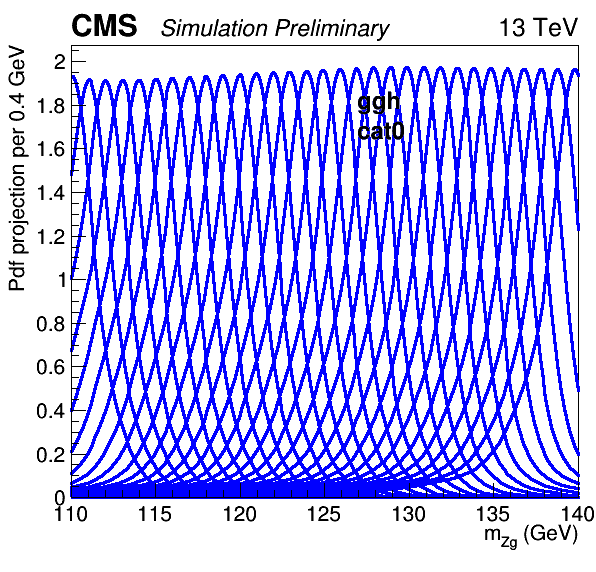 CMS Simulation Preliminary 13 TeV
Pdf projection per 0.4 GeV
2
1.8
1.6
1.4
1.2
1
0.8
0.6
0.4
0.2
0
ggh
cat0
110 115 120 125 130 135 140
m_Zg (GeV)